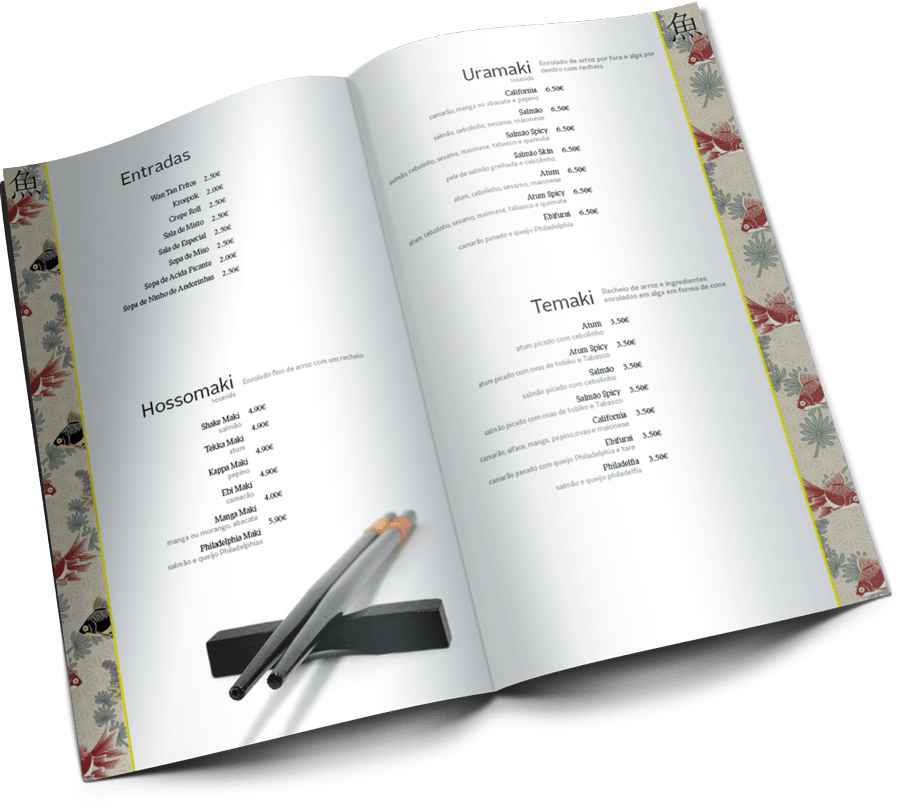 魚
Entradas
Wan Tan Fritos 2.50€
Kroepok 2.00€
Crepe Roll 2.50€
Sala de Misto 2.50€
Sala de Especial 2.50€
Sopa de Miso 2.50€
Sopa de Acida Picante 2.00€
Sopa de Ninho de Andorinhas 2.50€
Hossomaki Enrolado fino de arroz com um recheio
10unids
Shake Maki 4.90€
salmão
Tekka Maki 4.90€
atum
Kappa Maki 4.90€
pepino
Ebi Maki 4.90€
camarão
Manga Maki 4.00€
manga ou morango, abacate
Philadelphia Maki 5.90€
salmão e queijo Philadelphias
魚
Uramaki Enrolado de arroz por fora e alga por
dentro com recheio
10unids
California 6.50€
camarão, manga ou abacate e pepino
Salmão 6.50€
salmão, cebolinho, sesame, maionese
Salmão Spicy 6.50€
salmão, cebolinho, sesame, maionese, tabasco e quimute
Salmão Skin 6.50€
pele de salmão grelhada e cebolinho
Atum 6.50€
atum, cebolinho, sesamo, maionese
Atum Spicy 6.50€
atum, cebolinho, sesamo, maionese, tabasco e quimute
Ebifurai 6.50€
camarão panado e queijo Philadelphia
Temaki Recheio de arroz e ingredientes
enrolados em alga em forma de cone
Atum 3.50€
atum picado com cebolinho
Atum Spicy 3.50€
atum picado com ovas de tobiko e Tabasco
Salmão 3.50€
salmão picado com cebolinho
Salmão Spicy 3.50€
salmão picado com ovas de tobiko e Tabasco
California 3.50€
camarão, alface, manga, pepino,ovas e maionese
Ebifurai 3.50€
camarão panado com queijo Philadelphia e tare
Philadelfia 3.50€
salmão e queijo philadelfia